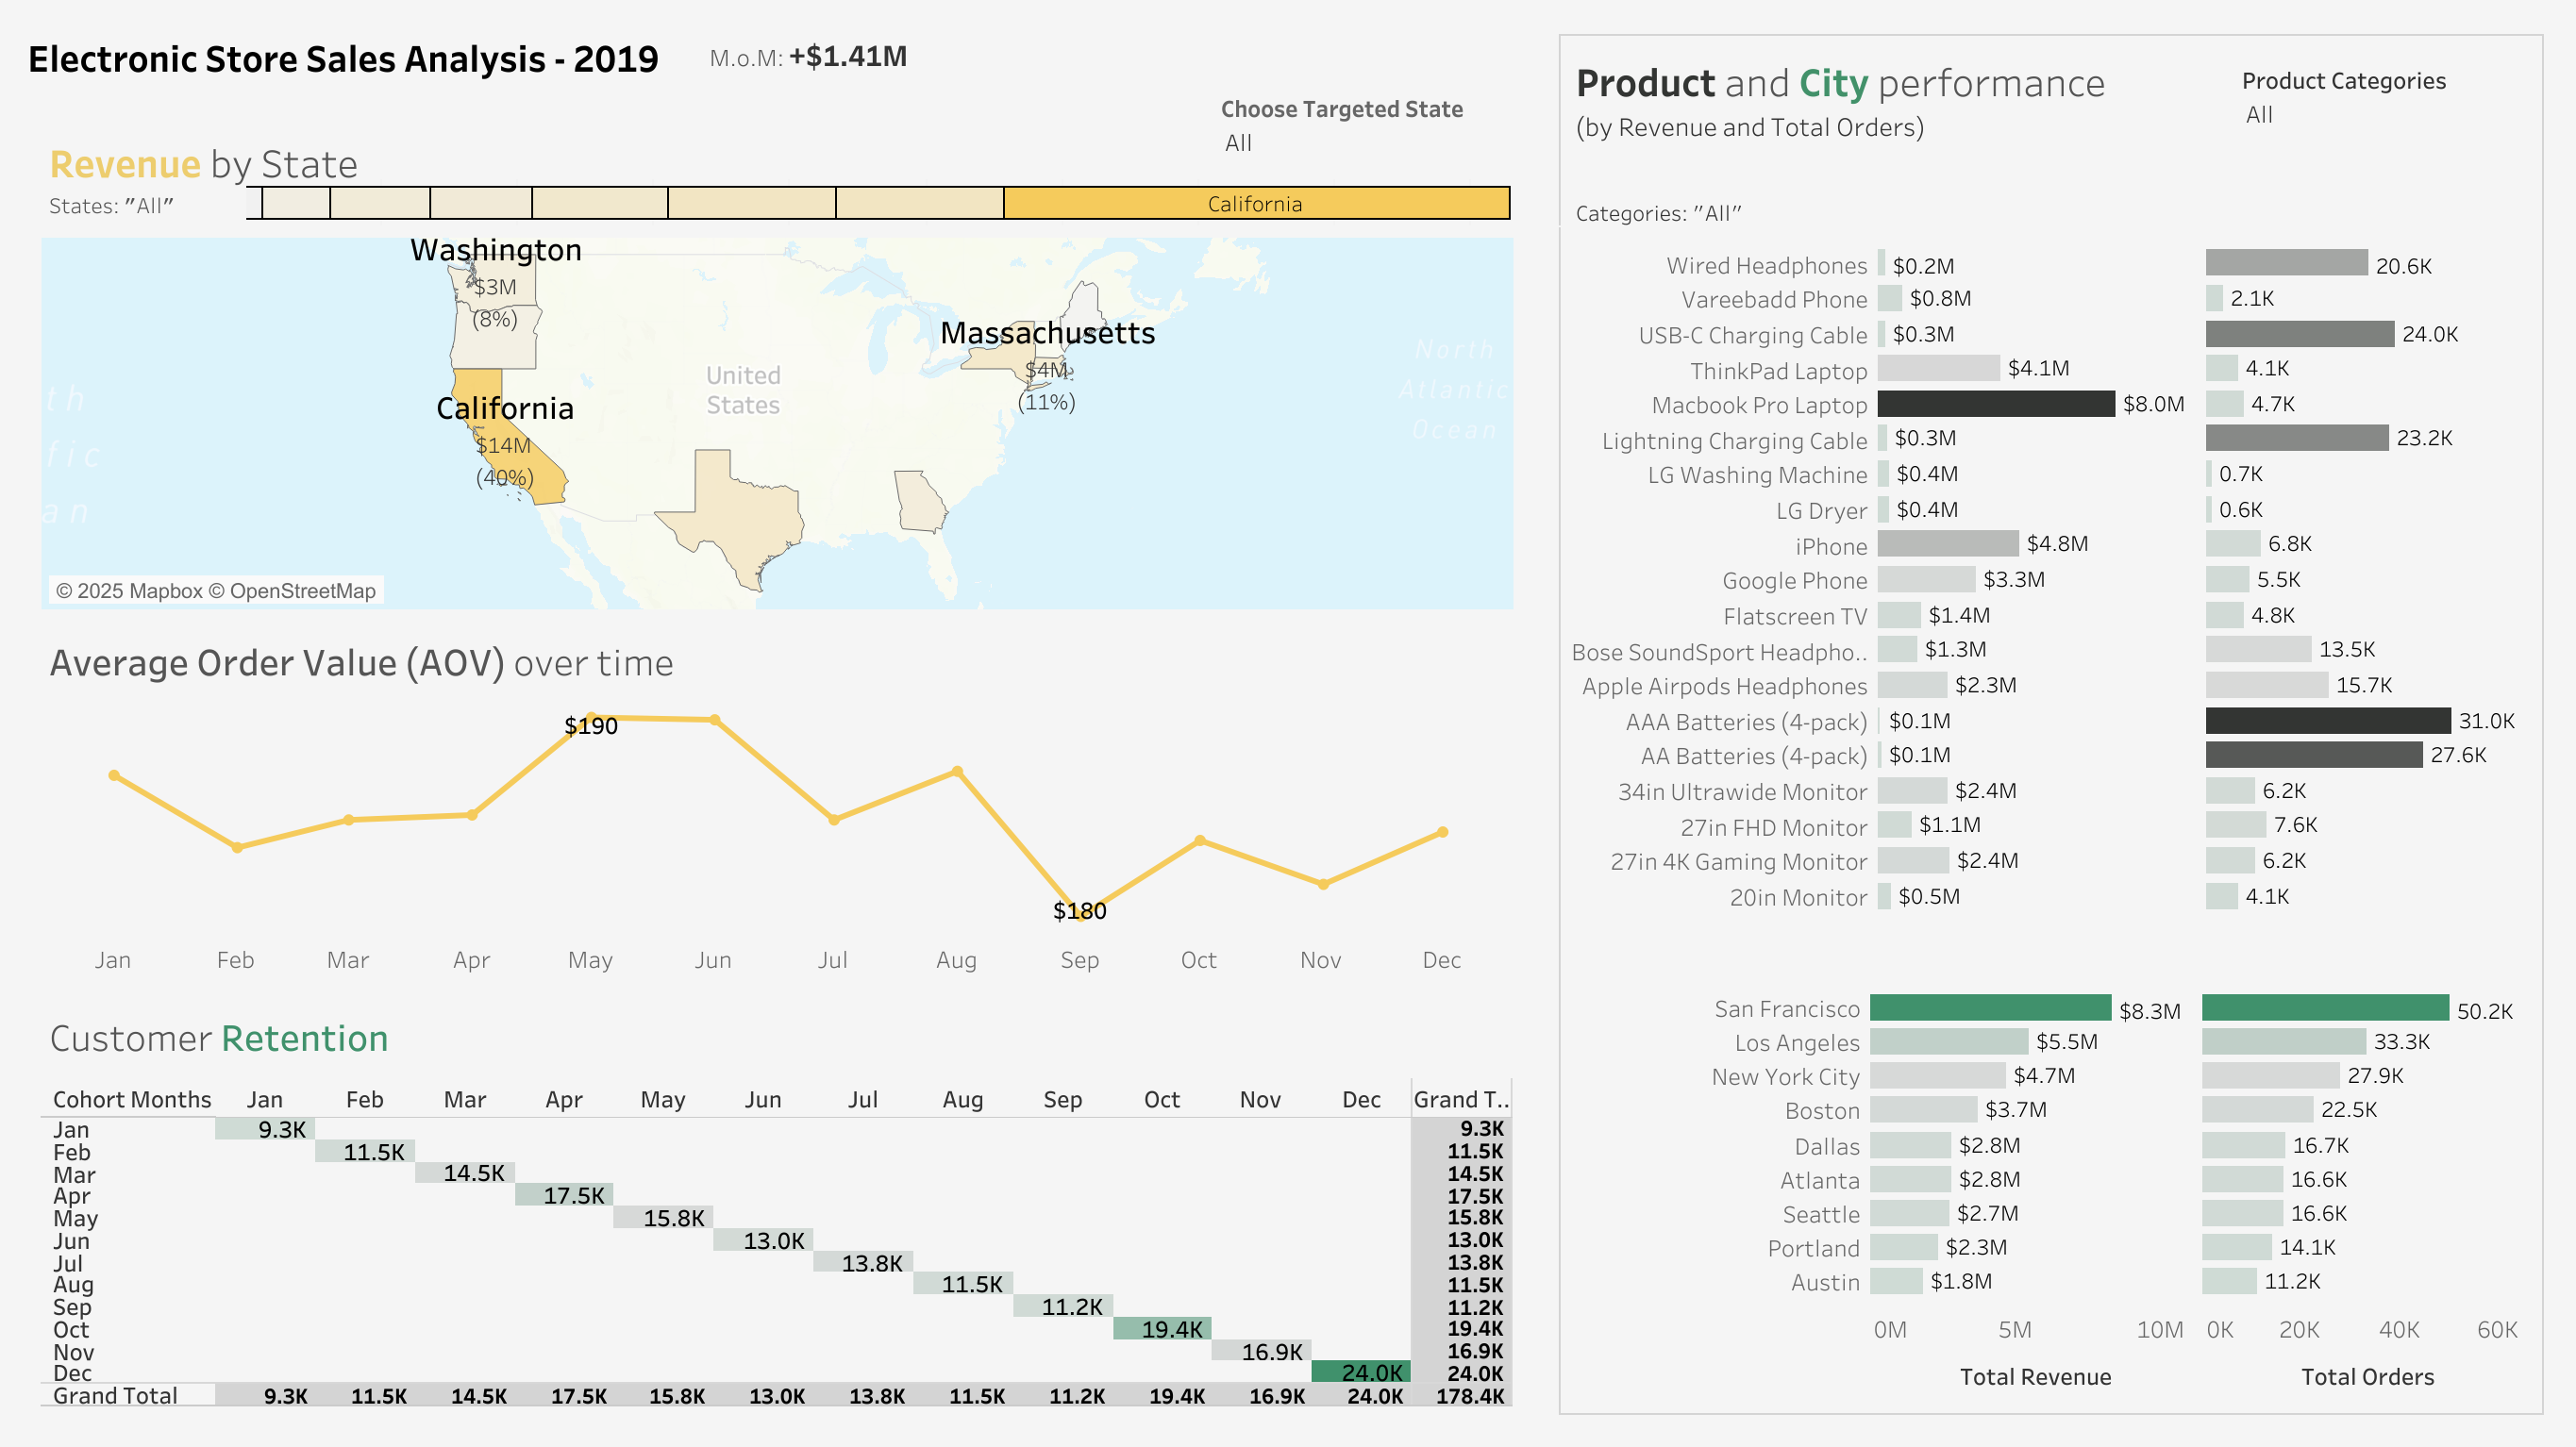 Electronic Store Sales Analysis - 2019
M.o.M: +$1.41M
Choose Targeted State
All
Revenue by State
States: "All"
California
Washington
$3M
(8%)
California
$14M
(40%)
United
States
Massachusetts
$4M
(11%)
th
fic
an
North
Atlantic
Ocean
© 2025 Mapbox © OpenStreetMap
Average Order Value (AOV) over time
$190
$180
Jan Feb Mar Apr May Jun Jul Aug Sep Oct Nov Dec
Customer Retention
Cohort Months Jan Feb Mar Apr May Jun Jul Aug Sep Oct Nov Dec Grand T..
Jan 9.3K 9.3K
Feb 11.5K 11.5K
Mar 14.5K 14.5K
Apr 17.5K 17.5K
May 15.8K 15.8K
Jun 13.0K 13.0K
Jul 13.8K 13.8K
Aug 11.5K 11.5K
Sep 11.2K 11.2K
Oct 19.4K 19.4K
Nov 16.9K 16.9K
Dec 24.0K 24.0K
Grand Total 9.3K 11.5K 14.5K 17.5K 15.8K 13.0K 13.8K 11.5K 11.2K 19.4K 16.9K 24.0K 178.4K
Product and City performance
(by Revenue and Total Orders)
Product Categories
All
Categories: "All"
Wired Headphones $0.2M 20.6K
Vareebadd Phone $0.8M 2.1K
USB-C Charging Cable $0.3M 24.0K
ThinkPad Laptop $4.1M 4.1K
Macbook Pro Laptop $8.0M 4.7K
Lightning Charging Cable $0.3M 23.2K
LG Washing Machine $0.4M 0.7K
LG Dryer $0.4M 0.6K
iPhone $4.8M 6.8K
Google Phone $3.3M 5.5K
Flatscreen TV $1.4M 4.8K
Bose SoundSport Headpho.. $1.3M 13.5K
Apple Airpods Headphones $2.3M 15.7K
AAA Batteries (4-pack) $0.1M 31.0K
AA Batteries (4-pack) $0.1M 27.6K
34in Ultrawide Monitor $2.4M 6.2K
27in FHD Monitor $1.1M 7.6K
27in 4K Gaming Monitor $2.4M 6.2K
20in Monitor $0.5M 4.1K
San Francisco $8.3M 50.2K
Los Angeles $5.5M 33.3K
New York City $4.7M 27.9K
Boston $3.7M 22.5K
Dallas $2.8M 16.7K
Atlanta $2.8M 16.6K
Seattle $2.7M 16.6K
Portland $2.3M 14.1K
Austin $1.8M 11.2K
0M 5M 10M 0K 20K 40K 60K
Total Revenue Total Orders